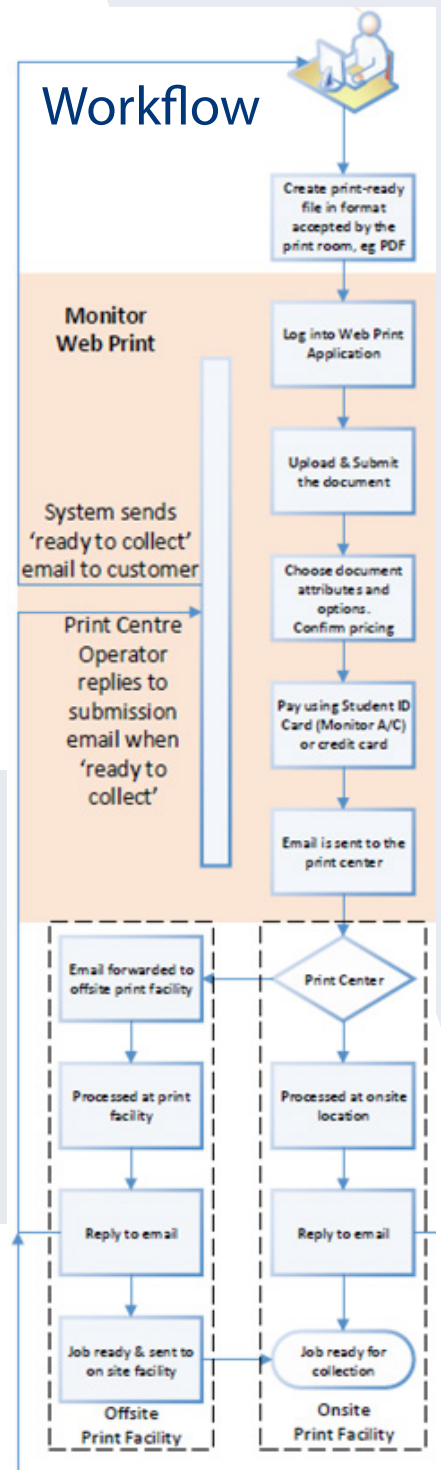 Workflow
Create print-ready
file in format
accepted by the
print room, eg PDF
Monitor
Web Print
Log into Web Print
Application
Upload & Submit
the document
System sends
'ready to collect'
email to customer
Choose document
attributes and
options.
Confirm pricing
Print Centre
Operator
replies to
submission
email when
'ready to
collect'
Pay using Student ID
Card (Monitor A/C)
or credit card
Email is sent to the
print center
Email forwarded to
offsite print facility
Print Center
Processed at print
facility
Processed at onsite
location
Reply to email
Reply to email
Job ready & sent to
on site facility
Job ready for
collection
Offsite
Print Facility
Onsite
Print Facility